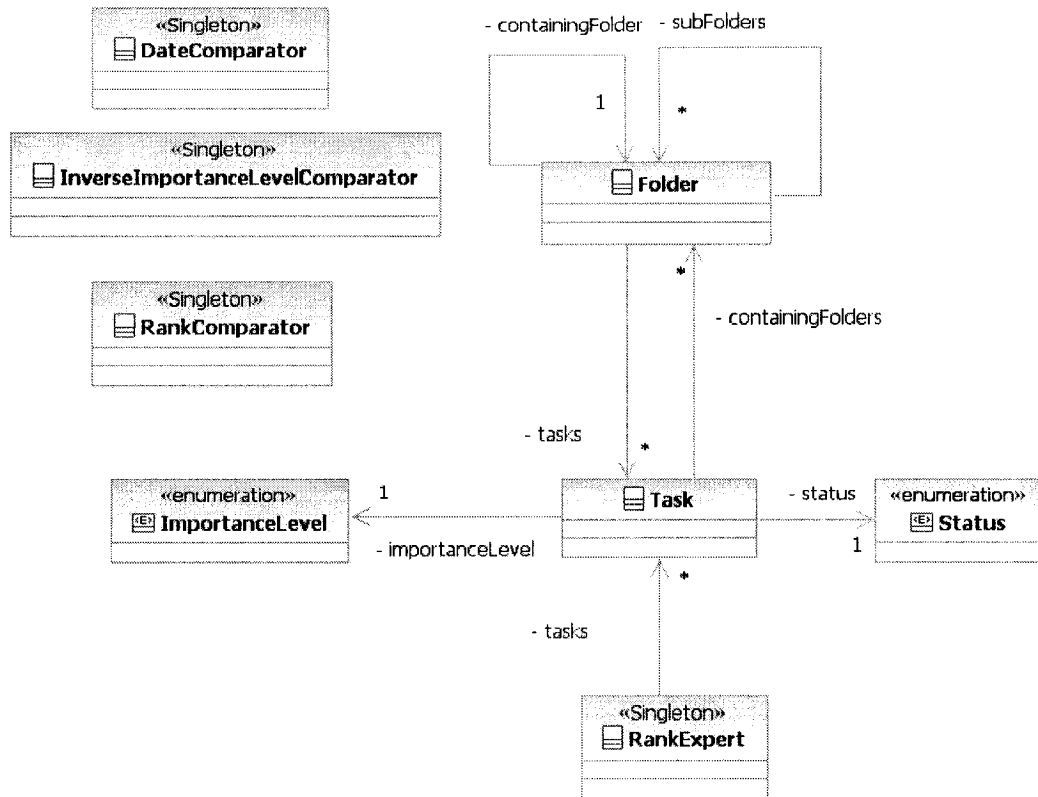 «Singleton»
DateComparator
- containingFolder
- subFolders
1
*
«Singleton»
InverseImportanceLevelComparator
Folder
*
«Singleton»
RankComparator
- containingFolders
- tasks
*
«enumeration»
ImportanceLevel
1
- importanceLevel
Task
- status
1
«enumeration»
Status
*
- tasks
«Singleton»
RankExpert